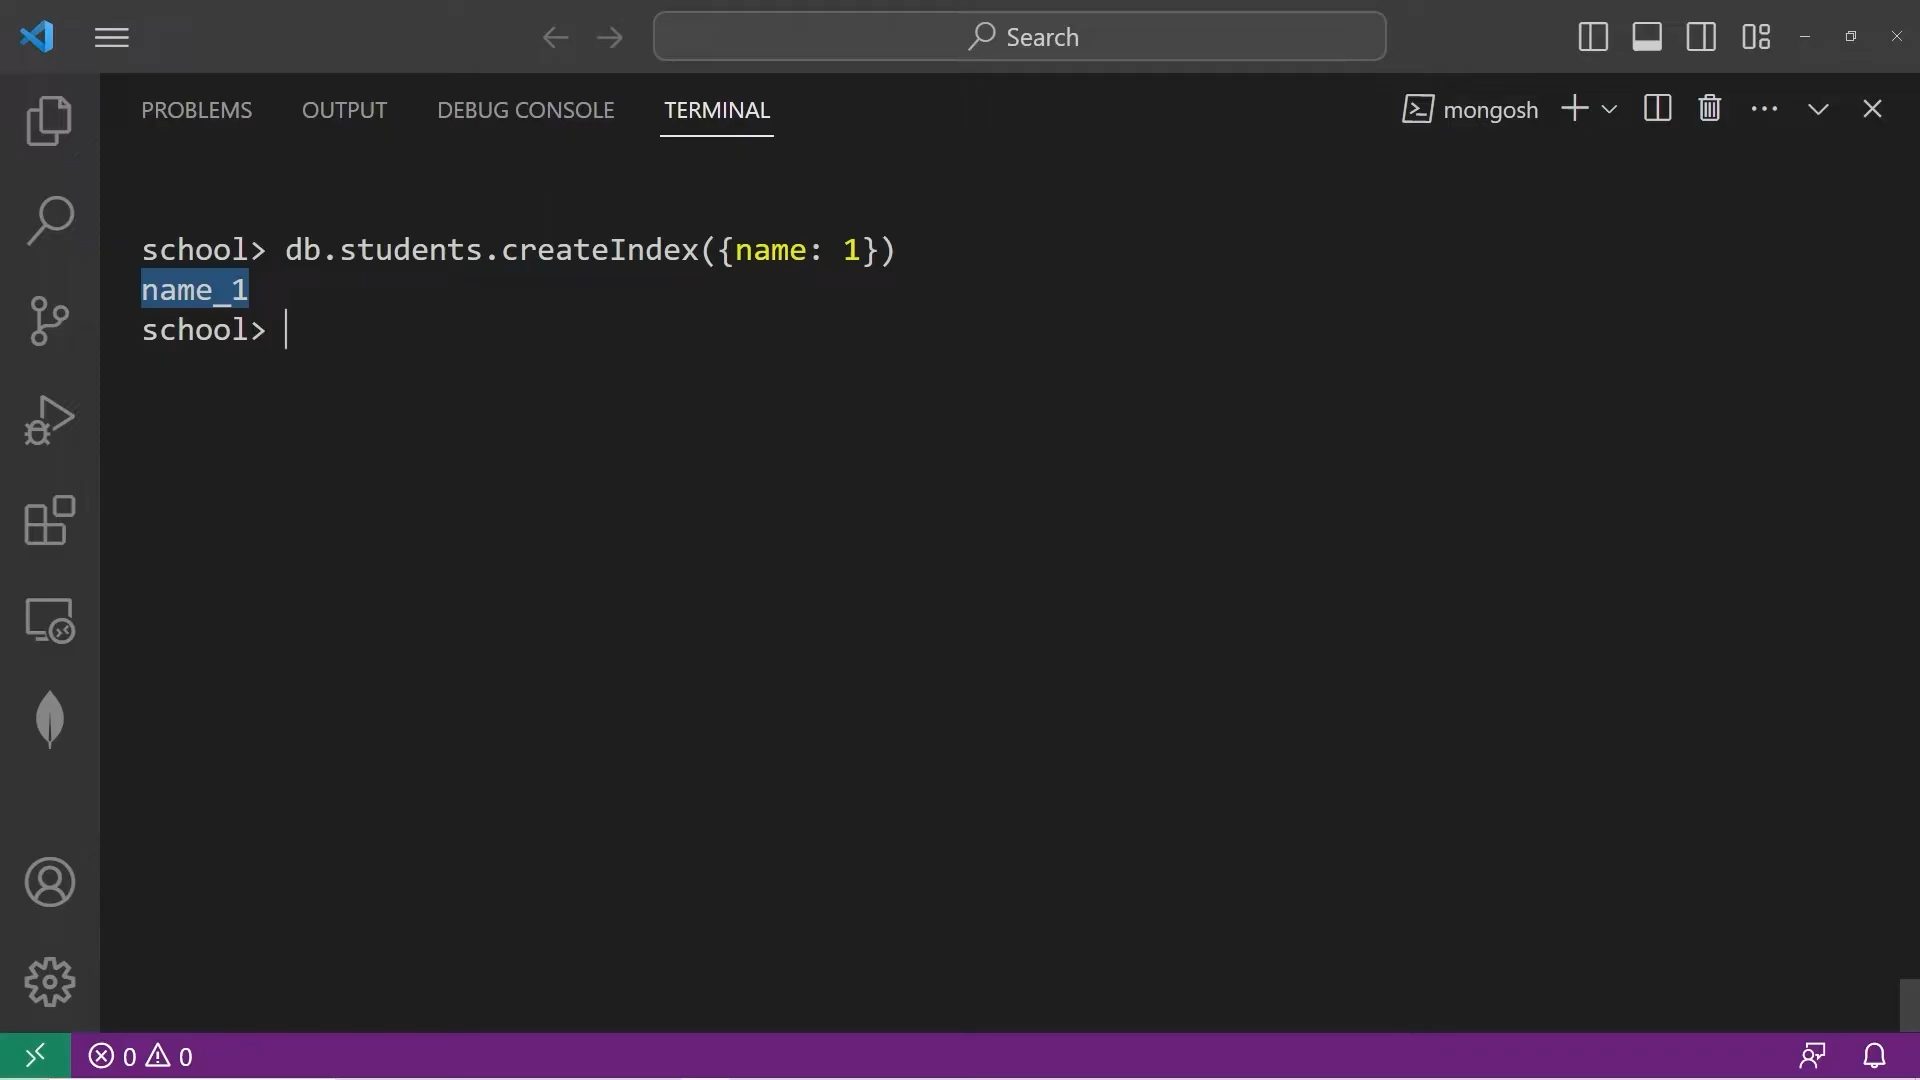 Search
PROBLEMS OUTPUT DEBUG CONSOLE TERMINAL mongosh
school> db.students.createIndex({name: 1})
name_1
school>
0 0